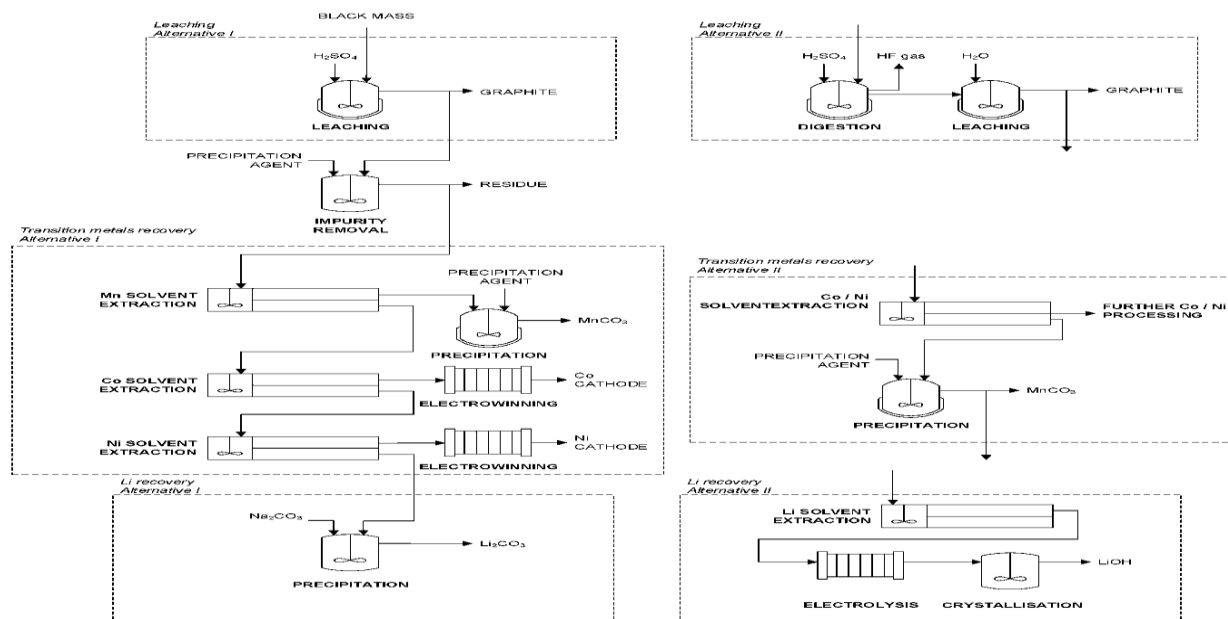 BLACK MASS
Leaching
Alternative I
H₂SO₄
GRAPHITE
LEACHING
PRECIPITATION
AGENT
RESIDUE
IMPURITY
REMOVAL
Transition metals recovery
Alternative I
Mn SOLVENT
EXTRACTION
PRECIPITATION
AGENT
MnCO₃
PRECIPITATION
Co SOLVENT
EXTRACTION
Co
CATHODE
ELECTROWINNING
Ni SOLVENT
EXTRACTION
Ni
CATHODE
ELECTROWINNING
Li recovery
Alternative I
Na₂CO₃
Li₂CO₃
PRECIPITATION
Leaching
Alternative II
H₂SO₄
HF gas
H₂O
GRAPHITE
DIGESTION
LEACHING
Transition metals recovery
Alternative II
Co / Ni
SOLVENTEXTRACTION
FURTHER Co / Ni
PROCESSING
PRECIPITATION
AGENT
MnCO₃
PRECIPITATION
Li recovery
Alternative II
Li SOLVENT
EXTRACTION
LiOH
ELECTROLYSIS
CRYSTALLISATION